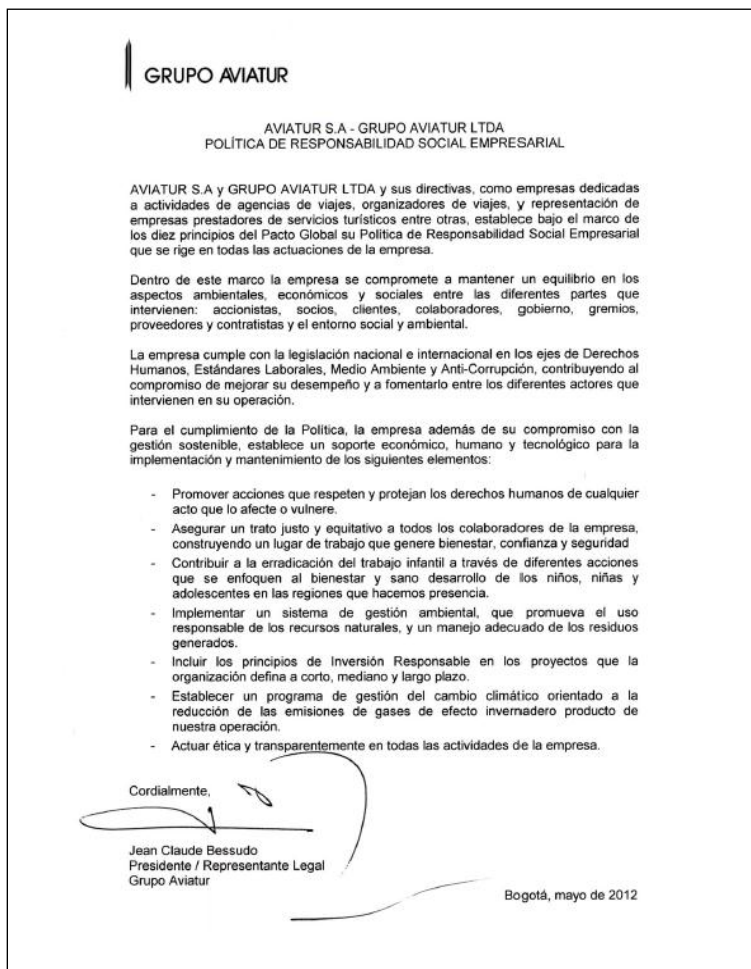 GRUPO AVIATUR
AVIATUR S.A - GRUPO AVIATUR LTDA
POLÍTICA DE RESPONSABILIDAD SOCIAL EMPRESARIAL
AVIATUR S.A y GRUPO AVIATUR LTDA y sus directivas, como empresas dedicadas
a actividades de agencias de viajes, organizadores de viajes, y representación de
empresas prestadores de servicios turísticos entre otras, establece bajo el marco de
los diez principios del Pacto Global su Política de Responsabilidad Social Empresarial
que se rige en todas las actuaciones de la empresa.
Dentro de este marco la empresa se compromete a mantener un equilibrio en los
aspectos ambientales, económicos y sociales entre las diferentes partes que
intervienen: accionistas, socios, clientes, colaboradores, gobierno, gremios,
proveedores y contratistas y el entorno social y ambiental.
La empresa cumple con la legislación nacional e internacional en los ejes de Derechos
Humanos, Estándares Laborales, Medio Ambiente y Anti-Corrupción, contribuyendo al
compromiso de mejorar su desempeño y a fomentarlo entre los diferentes actores que
intervienen en su operación.
Para el cumplimiento de la Política, la empresa además de su compromiso con la
gestión sostenible, establece un soporte económico, humano y tecnológico para la
implementación y mantenimiento de los siguientes elementos:
- Promover acciones que respeten y protejan los derechos humanos de cualquier
acto que lo afecte o vulnere.
- Asegurar un trato justo y equitativo a todos los colaboradores de la empresa,
construyendo un lugar de trabajo que genere bienestar, confianza y seguridad
- Contribuir a la erradicación del trabajo infantil a través de diferentes acciones
que se enfoquen al bienestar y sano desarrollo de los niños, niñas y
adolescentes en las regiones que hacemos presencia.
- Implementar un sistema de gestión ambiental, que promueva el uso
responsable de los recursos naturales, y un manejo adecuado de los residuos
generados.
- Incluir los principios de Inversión Responsable en los proyectos que la
organización defina a corto, mediano y largo plazo.
- Establecer un programa de gestión del cambio climático orientado a la
reducción de las emisiones de gases de efecto invernadero producto de
nuestra operación.
- Actuar ética y transparentemente en todas las actividades de la empresa.
Cordialmente,
Jean Claude Bessudo
Presidente / Representante Legal
Grupo Aviatur
Bogotá, mayo de 2012